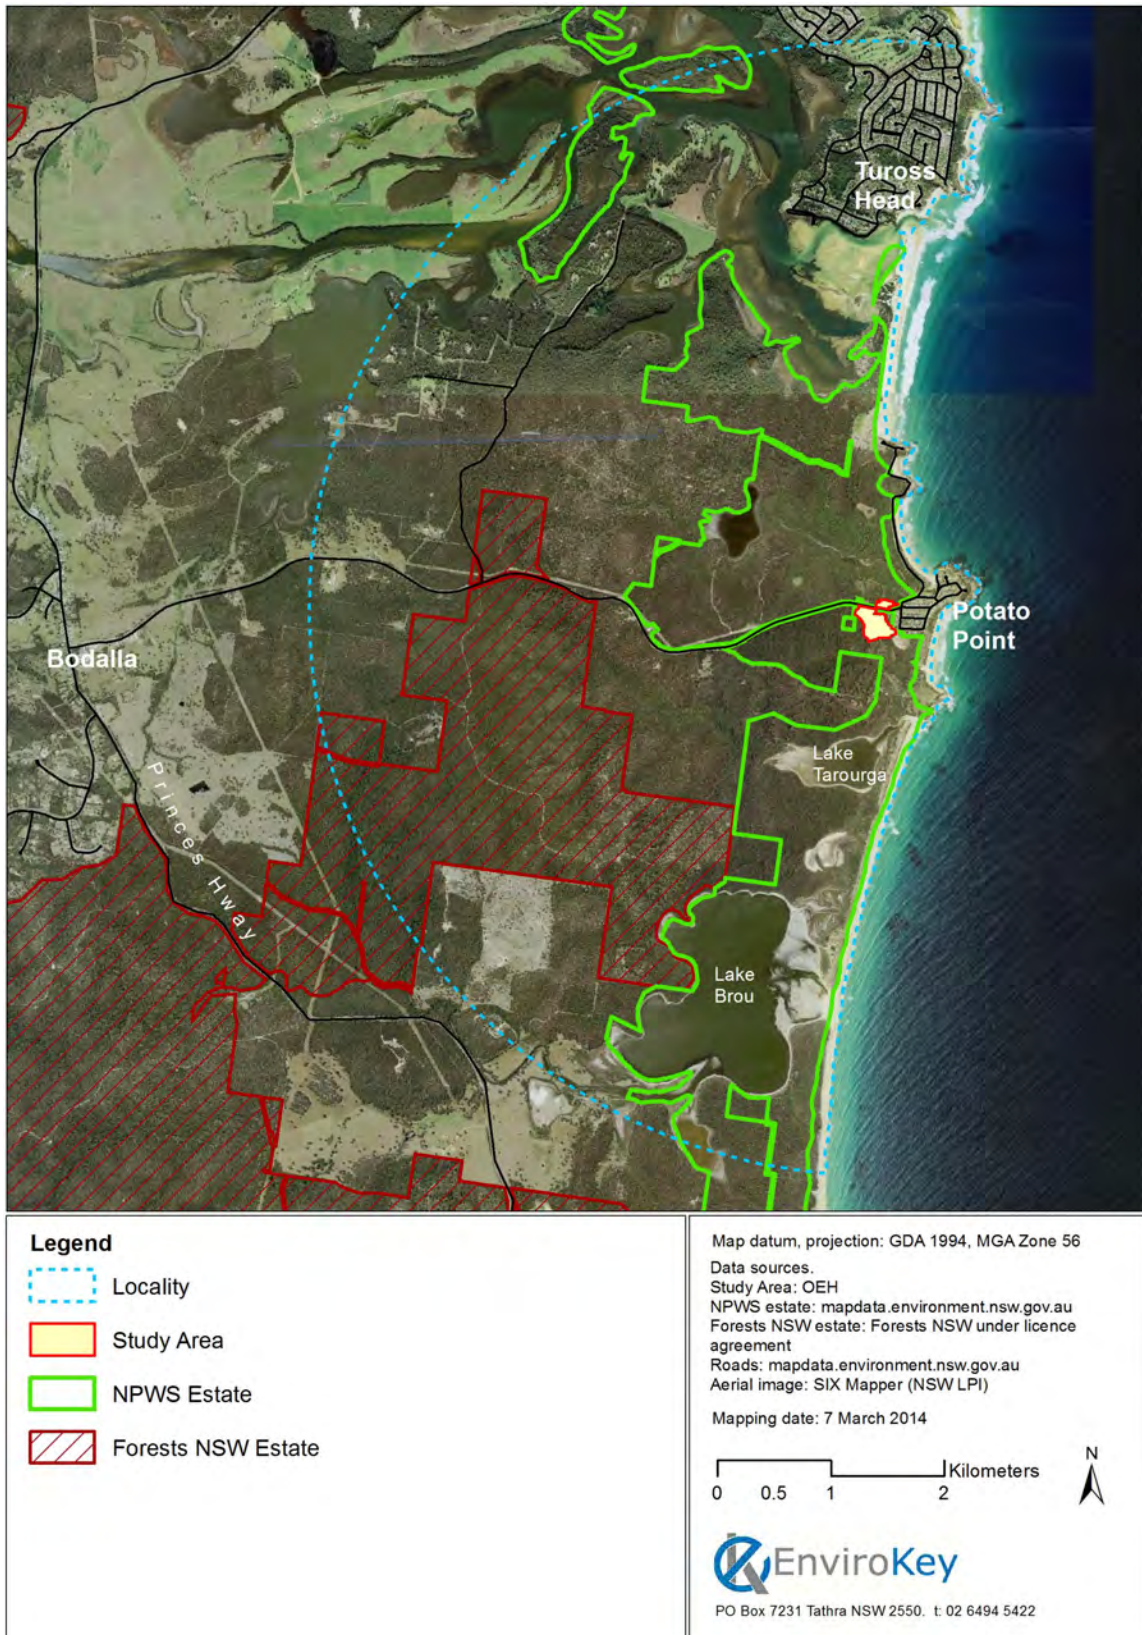 Tuross
Head
Potato
Point
Bodalla
Lake
Tarourga
Princes Hway
Lake
Brou
Legend
Locality
Study Area
NPWS Estate
Forests NSW Estate
Map datum, projection: GDA 1994, MGA Zone 56
Data sources.
Study Area: OEH
NPWS estate: mapdata.environment.nsw.gov.au
Forests NSW estate: Forests NSW under licence
agreement
Roads: mapdata.environment.nsw.gov.au
Aerial image: SIX Mapper (NSW LPI)
Mapping date: 7 March 2014
Kilometers
0 0.5 1 2
N
EnviroKey
PO Box 7231 Tathra NSW 2550. t: 02 6494 5422